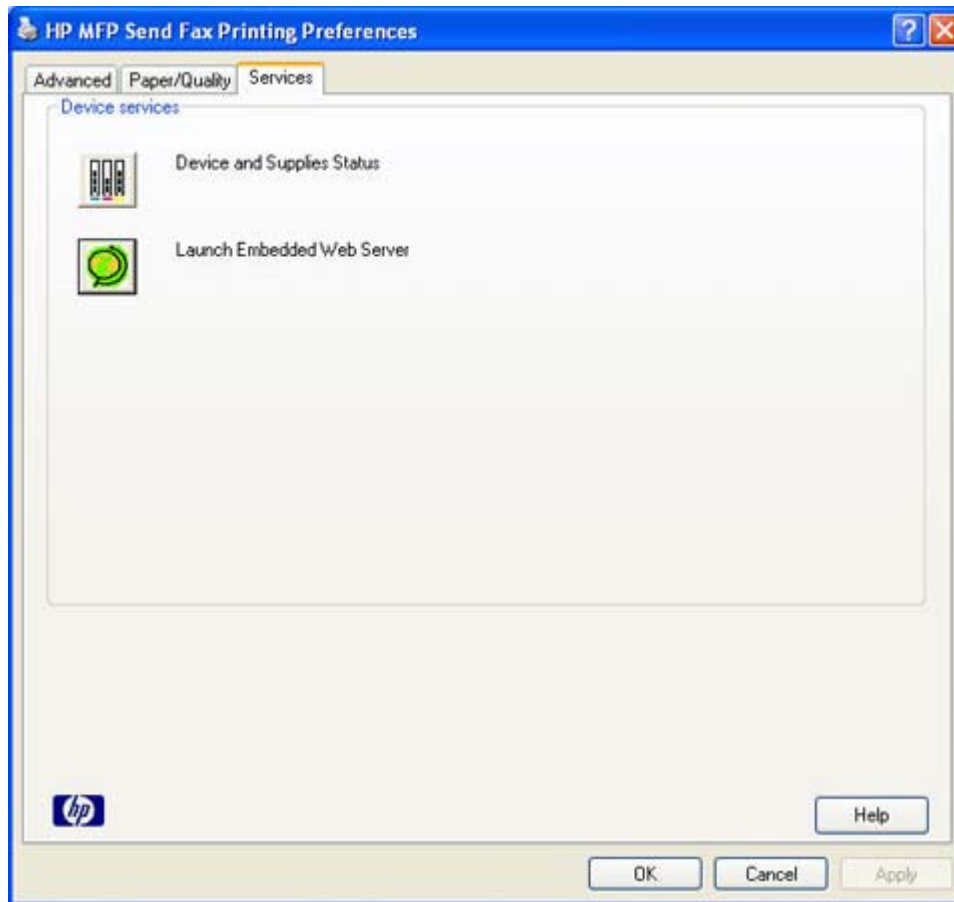 HP MFP Send Fax Printing Preferences
Advanced Paper/Quality Services
Device services
Device and Supplies Status
Launch Embedded Web Server
hp
Help
OK Cancel Apply